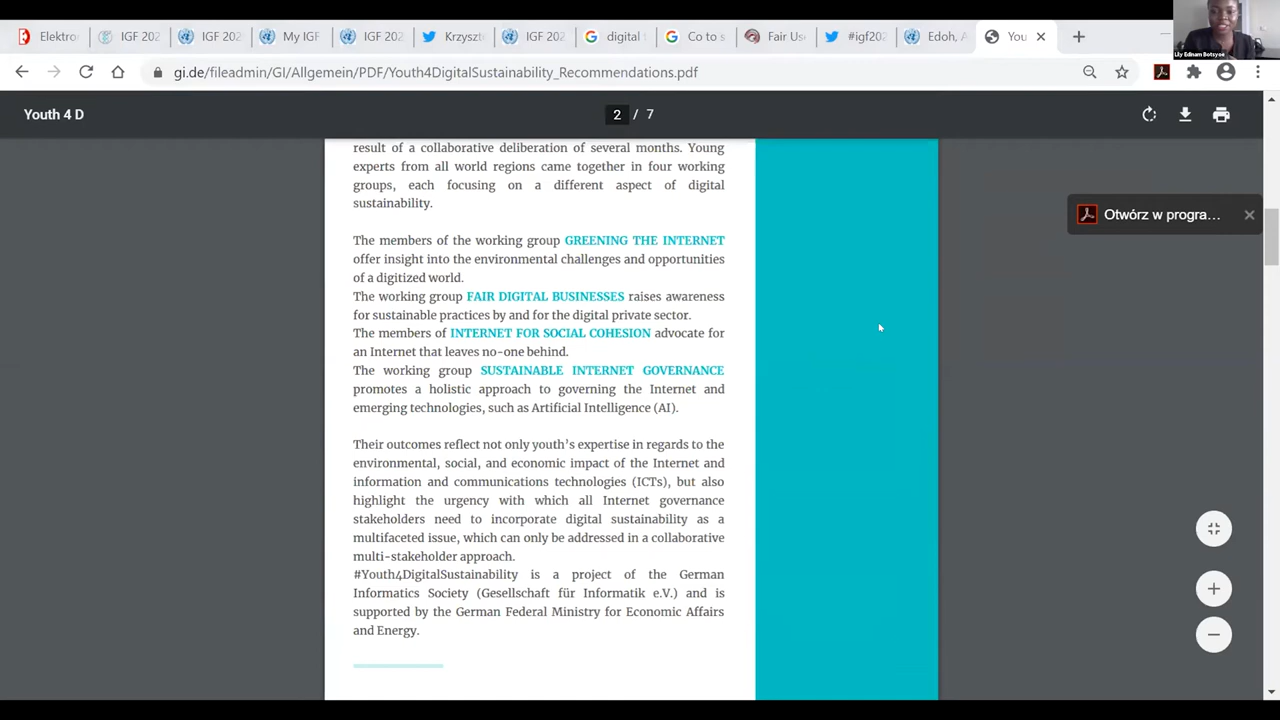 Elektro
IGF 202
IGF 202
My IGF
IGF 202
Krzyszto
IGF 202
digital
Co to s
Fair Use
#igf202
Edoh, A
You
Lily Edinam Botsyoe
gi.de/fileadmin/GI/Allgemein/PDF/Youth4DigitalSustainability_Recommendations.pdf
Youth 4 D
2 / 7
result of a collaborative deliberation of several months. Young
experts from all world regions came together in four working
groups, each focusing on a different aspect of digital
sustainability.
Otwórz w progra...
The members of the working group GREENING THE INTERNET
offer insight into the environmental challenges and opportunities
of a digitized world.
The working group FAIR DIGITAL BUSINESSES raises awareness
for sustainable practices by and for the digital private sector.
The members of INTERNET FOR SOCIAL COHESION advocate for
an Internet that leaves no-one behind.
The working group SUSTAINABLE INTERNET GOVERNANCE
promotes a holistic approach to governing the Internet and
emerging technologies, such as Artificial Intelligence (AI).
Their outcomes reflect not only youth's expertise in regards to the
environmental, social, and economic impact of the Internet and
information and communications technologies (ICTs), but also
highlight the urgency with which all Internet governance
stakeholders need to incorporate digital sustainability as a
multifaceted issue, which can only be addressed in a collaborative
multi-stakeholder approach.
#Youth4DigitalSustainability is a project of the German
Informatics Society (Gesellschaft für Informatik e.V.) and is
supported by the German Federal Ministry for Economic Affairs
and Energy.